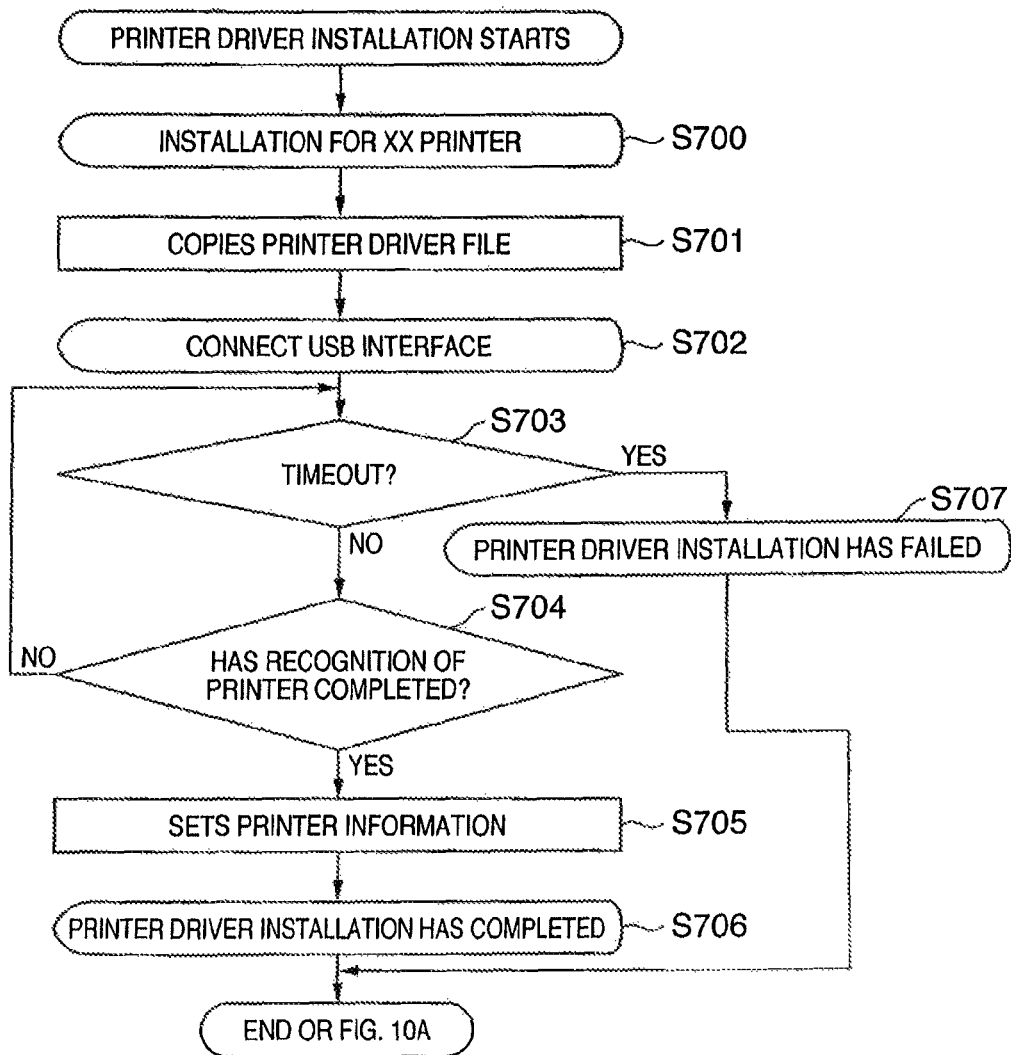 PRINTER DRIVER INSTALLATION STARTS
INSTALLATION FOR XX PRINTER
S700
COPIES PRINTER DRIVER FILE
S701
CONNECT USB INTERFACE
S702
S703
TIMEOUT?
YES
NO
S707
PRINTER DRIVER INSTALLATION HAS FAILED
S704
NO
HAS RECOGNITION OF
PRINTER COMPLETED?
YES
SETS PRINTER INFORMATION
S705
PRINTER DRIVER INSTALLATION HAS COMPLETED
S706
END OR FIG. 10A